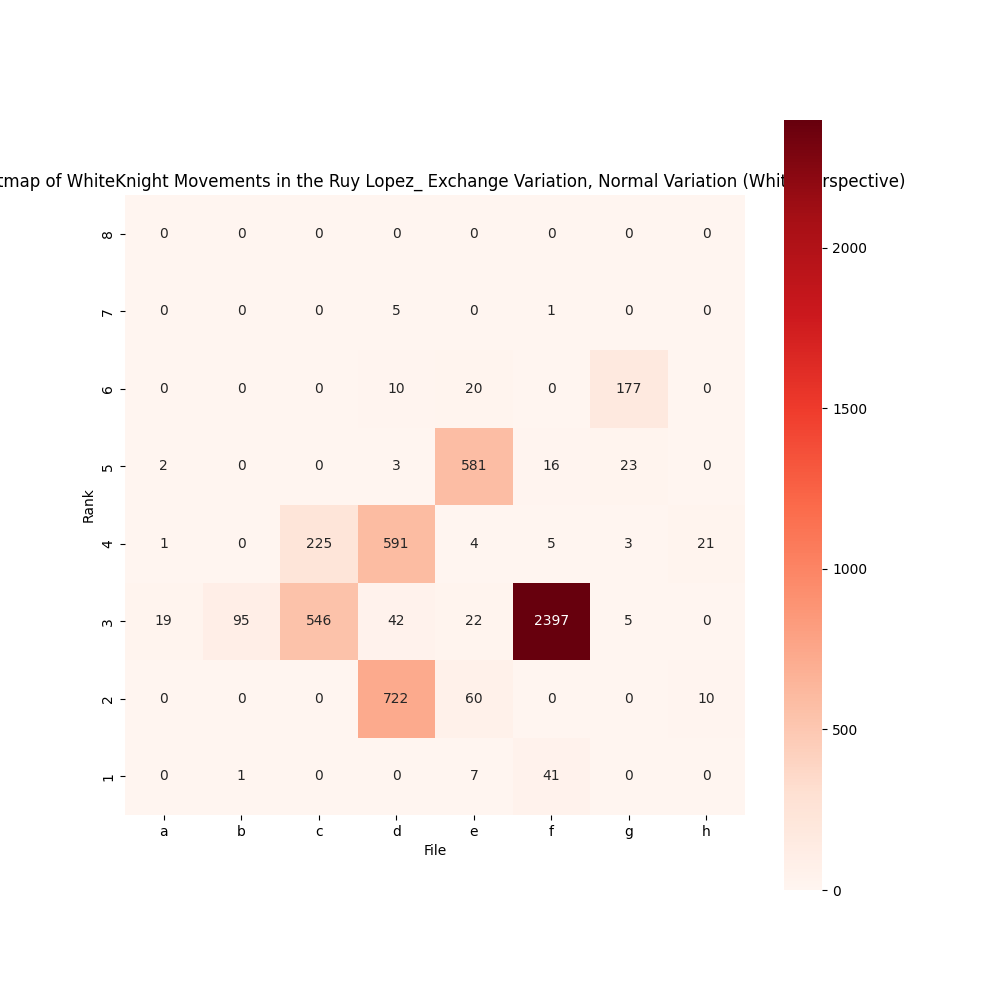 tmap of WhiteKnight Movements in the Ruy Lopez_ Exchange Variation, Normal Variation (Whit rspective)
8 0 0 0 0 0 0 0 0
7 0 0 0 5 0 1 0 0
6 0 0 0 10 20 0 177 0
5 2 0 0 3 581 16 23 0
4 1 0 225 591 4 5 3 21
3 19 95 546 42 22 2397 5 0
2 0 0 0 722 60 0 0 10
1 0 1 0 0 7 41 0 0
a b c d e f g h
Rank
File
2000
1500
1000
500
0